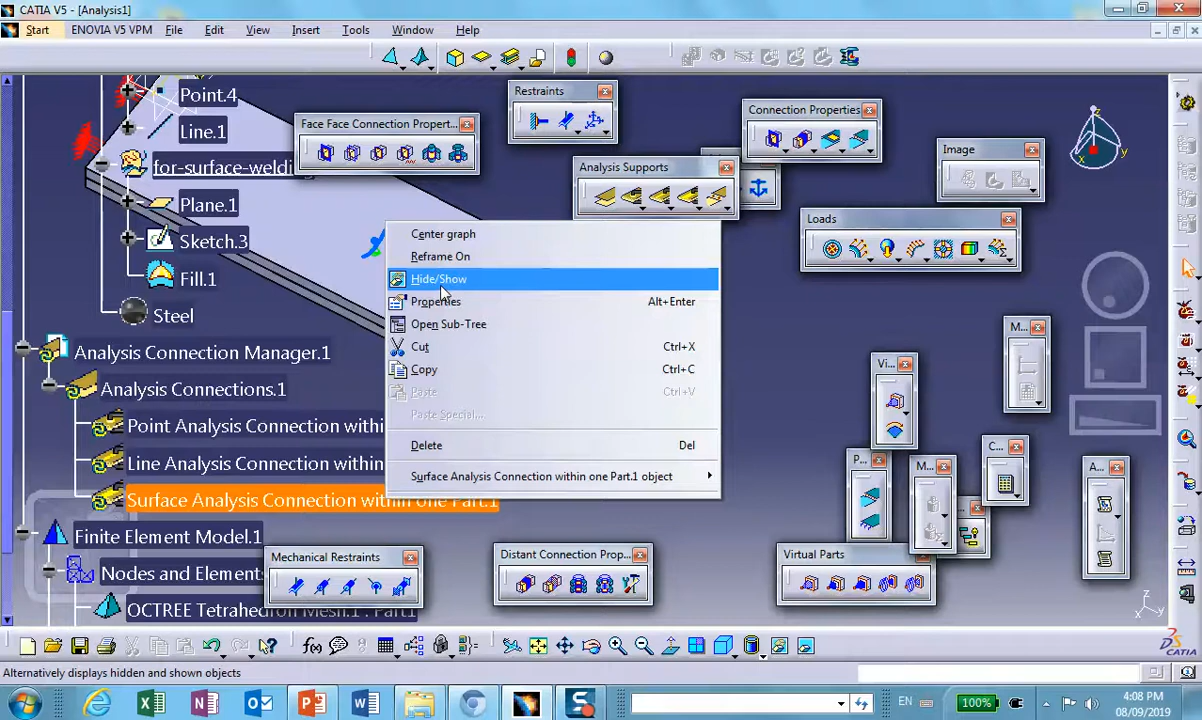 CATIA V5 - [Analysis1]
Start ENOVIA V5 VPM File Edit View Insert Tools Window Help
Point.4
Line.1
for-surface-weldi
Plane.1
Sketch.3
Fill.1
Steel
Analysis Connection Manager.1
Analysis Connections.1
Point Analysis Connection withi
Line Analysis Connection within
Surface Analysis Connection within one Part.1
Finite Element Model.1
Nodes and Elements
OCTREE Tetrahedron Mesh.1 : Part1
Face Face Connection Propert...
Restraints
Analysis Supports
Connection Properties
Image
Loads
Center graph
Reframe On
Hide/Show
Properties Alt+Enter
Open Sub-Tree
Cut Ctrl+X
Copy Ctrl+C
Paste Ctrl+V
Paste Special...
Delete Del
Surface Analysis Connection within one Part.1 object
M...
Vi...
C...
P...
M...
A...
Mechanical Restraints
Distant Connection Prop...
Virtual Parts
z
y
x
z
y
x
f(x)
Alternatively displays hidden and shown objects
DS
CATIA
EN
100%
4:08 PM
08/09/2019